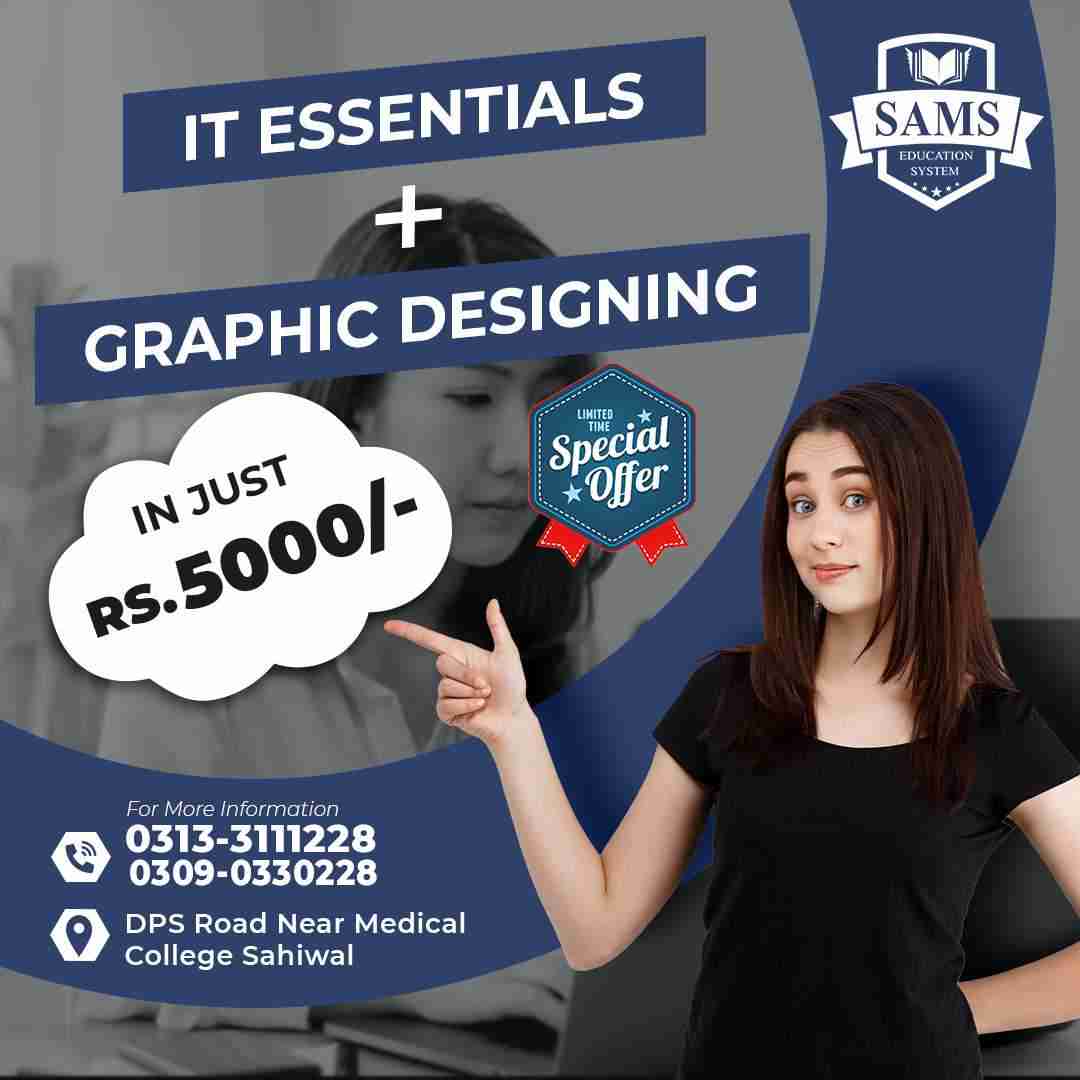 IT ESSENTIALS
+
GRAPHIC DESIGNING
SAMS
EDUCATION
SYSTEM
LIMITED
TIME
Special
Offer
IN JUST
RS.5000/-
For More Information
0313-3111228
0309-0330228
DPS Road Near Medical
College Sahiwal